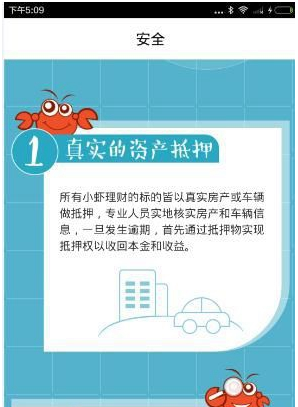 下午5:09
安全
1 真实的资产抵押
所有小虾理财的标的皆以真实房产或车辆
做抵押，专业人员实地核实房产和车辆信
息，一旦发生逾期，首先通过抵押物实现
抵押权以收回本金和收益。